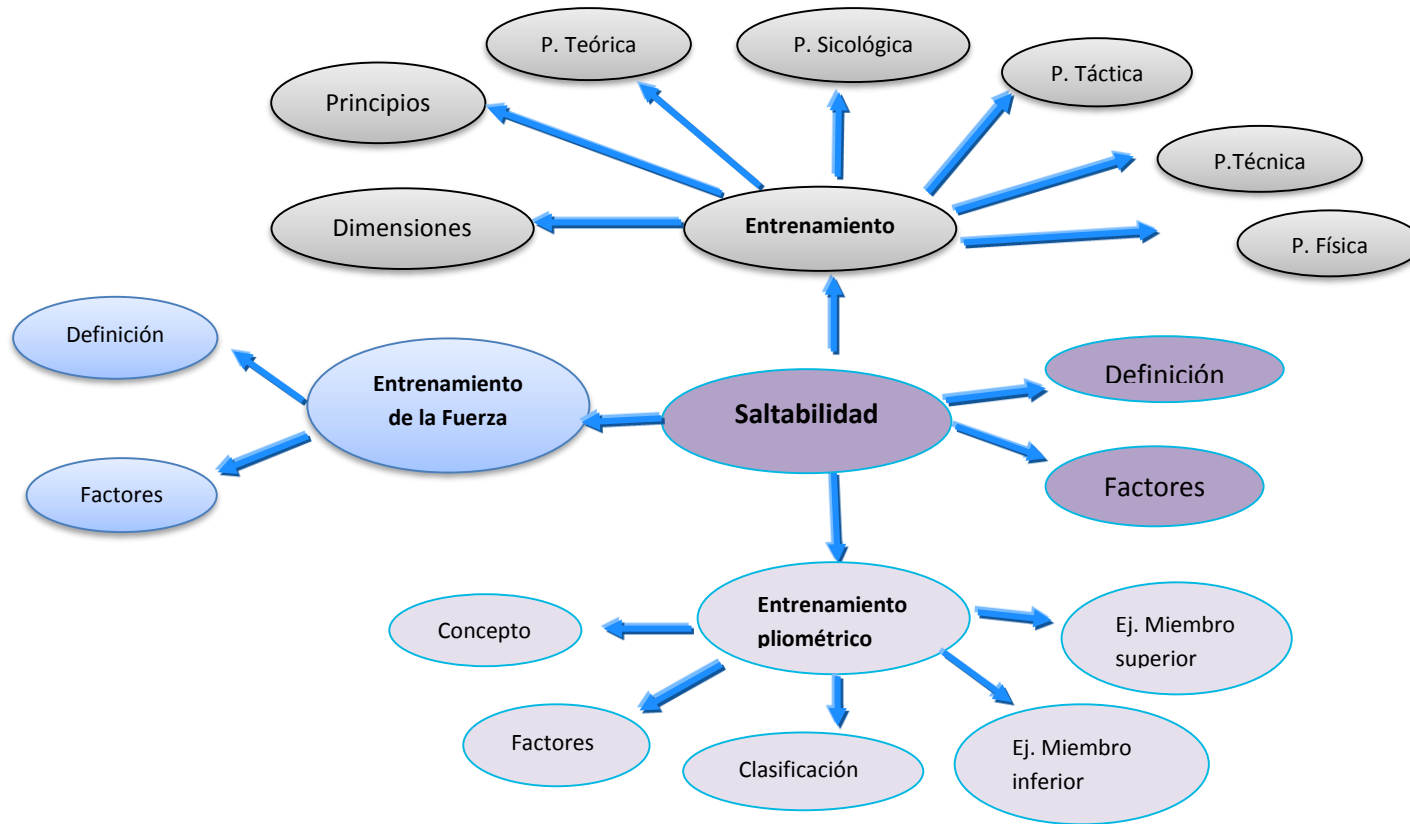 P. Teórica
P. Sicológica
P. Táctica
Principios
P.Técnica
Dimensiones
Entrenamiento
P. Física
Definición
Entrenamiento
de la Fuerza
Saltabilidad
Definición
Factores
Factores
Entrenamiento
pliométrico
Concepto
Ej. Miembro
superior
Factores
Clasificación
Ej. Miembro
inferior